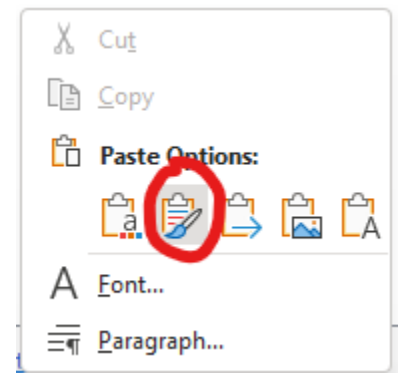 Cut
Copy
Paste Options:
a A
A Font...
Paragraph...